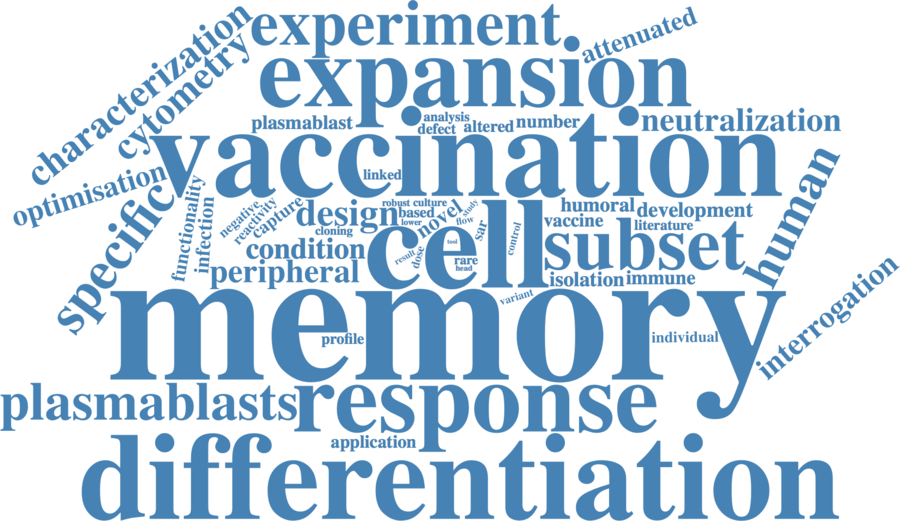 experiment
attenuated
characterization
cytometry
expansion
plasmablast
analysis
defect
altered
number
neutralization
vaccination
linked
optimisation
specific
functionality
infection
negative
reactivity
capture
design
robust
culture
based
lower
novel
study
flow
humoral
development
vaccine
literature
human
cloning
condition
cell
result
dose
tool
rare
head
sar
control
subset
peripheral
isolation
immune
variant
memory
profile
individual
interrogation
plasmablasts
response
application
differentiation